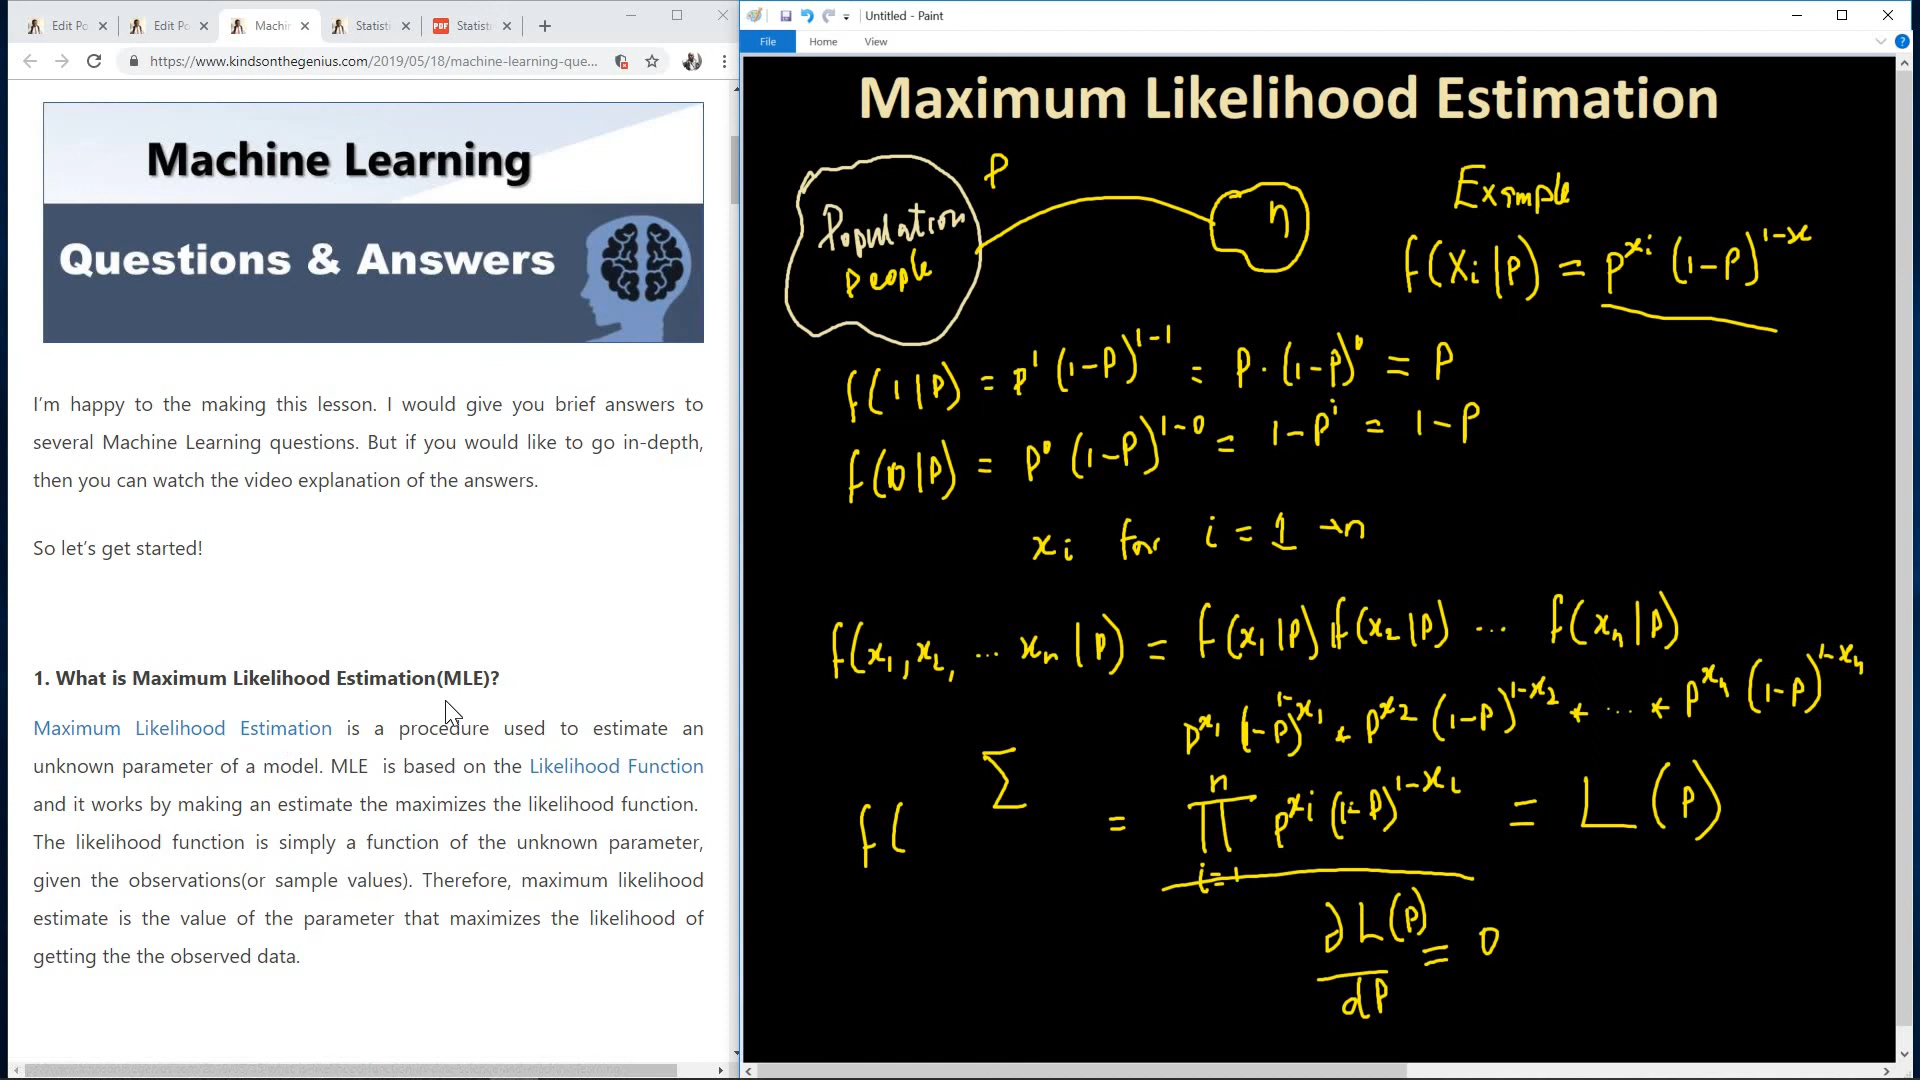 Edit Po
Edit Po
Machin
Statisti
Statist
https://www.kindsonthegenius.com/2019/05/18/machine-learning-que...
Machine Learning
Questions & Answers
I'm happy to the making this lesson. I would give you brief answers to
several Machine Learning questions. But if you would like to go in-depth,
then you can watch the video explanation of the answers.
So let's get started!
1. What is Maximum Likelihood Estimation(MLE)?
Maximum Likelihood Estimation is a procedure used to estimate an
unknown parameter of a model. MLE is based on the Likelihood Function
and it works by making an estimate the maximizes the likelihood function.
The likelihood function is simply a function of the unknown parameter,
given the observations(or sample values). Therefore, maximum likelihood
estimate is the value of the parameter that maximizes the likelihood of
getting the the observed data.
Untitled - Paint
File Home View
Maximum Likelihood Estimation
P
Population
People
n
Example
f(Xi|P) = P^xi (1-P)^1-x
f(1|P) = P^1 (1-P)^1-1 = P·(1-P)^0 = P
f(0|P) = P^0 (1-P)^1-0 = 1-P^1 = 1-P
xi for i = 1 → n
f(x1, x2, ... xn|P) = f(x1|P) f(x2|P) ... f(xn|P)
P^x1 (1-P)^1-x1 * P^x2 (1-P)^1-x2 * ... * P^xn (1-P)^1-xn
f( Σ = ∏ n i=1 P^xi (1-P)^1-xi = L(P)
∂L(P)/dP = 0